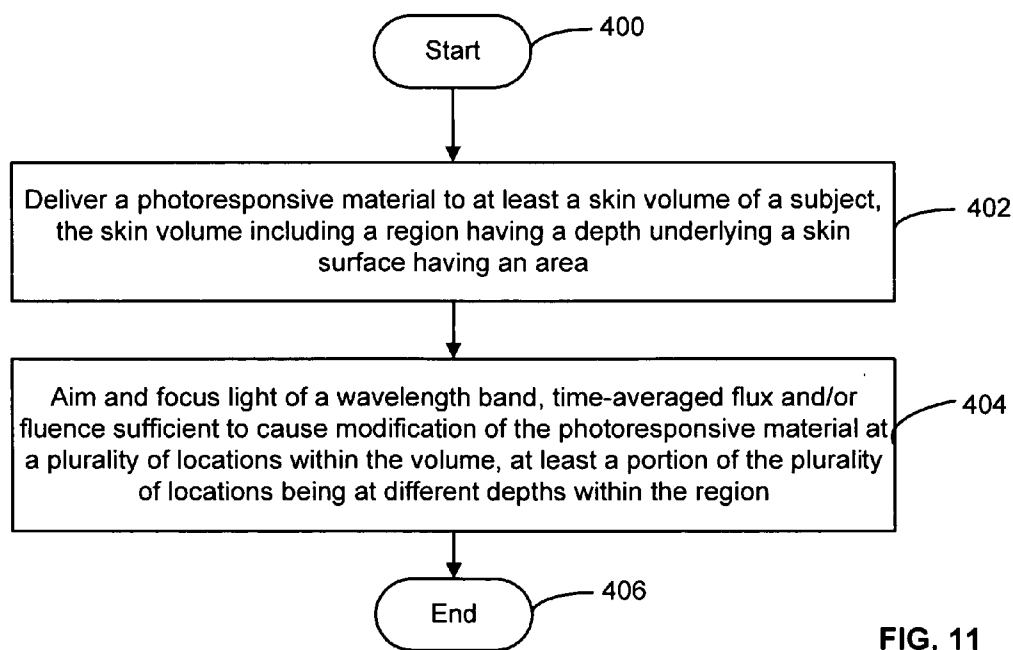 Start
400
Deliver a photoresponsive material to at least a skin volume of a subject,
the skin volume including a region having a depth underlying a skin
surface having an area
402
Aim and focus light of a wavelength band, time-averaged flux and/or
fluence sufficient to cause modification of the photoresponsive material at
a plurality of locations within the volume, at least a portion of the plurality
of locations being at different depths within the region
404
End
406
FIG. 11